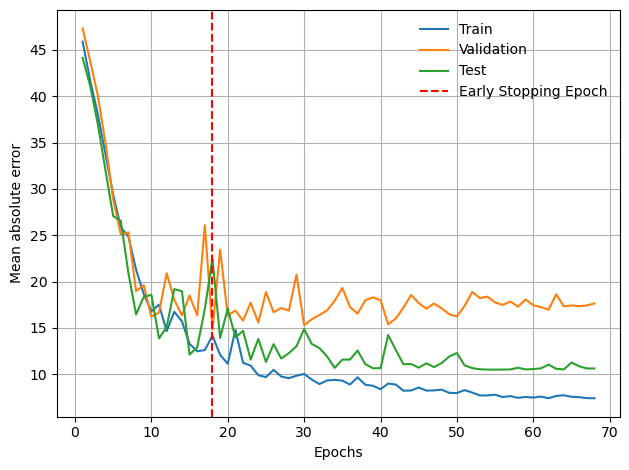 Train
Validation
Test
Early Stopping Epoch
Mean absolute error
45
40
35
30
25
20
15
10
0 10 20 30 40 50 60 70
Epochs